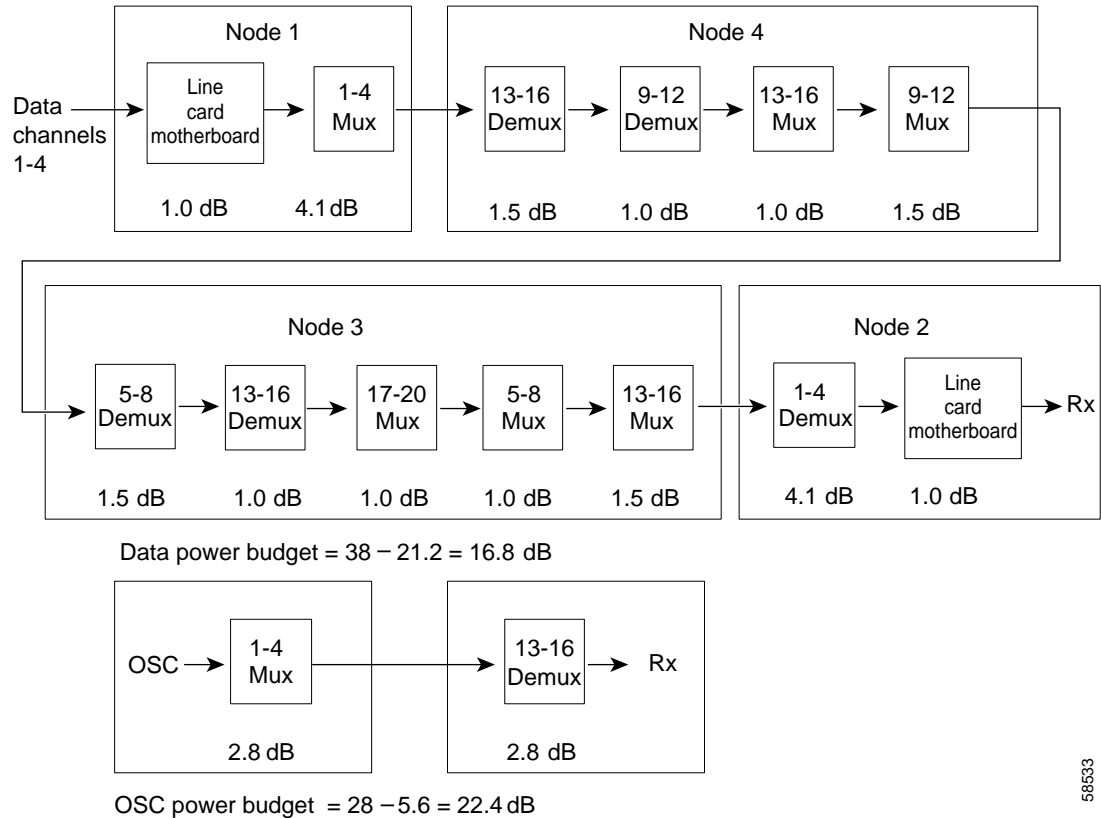 Node 1
Data
channels
1-4
Line
card
motherboard
1-4
Mux
1.0 dB
4.1 dB
Node 4
13-16
Demux
9-12
Demux
13-16
Mux
9-12
Mux
1.5 dB
1.0 dB
1.0 dB
1.5 dB
Node 3
5-8
Demux
13-16
Demux
17-20
Mux
5-8
Mux
13-16
Mux
1.5 dB
1.0 dB
1.0 dB
1.0 dB
1.5 dB
Node 2
1-4
Demux
Line
card
motherboard
Rx
4.1 dB
1.0 dB
Data power budget = 38 – 21.2 = 16.8 dB
OSC
1-4
Mux
2.8 dB
13-16
Demux
Rx
2.8 dB
OSC power budget = 28 – 5.6 = 22.4 dB
58533